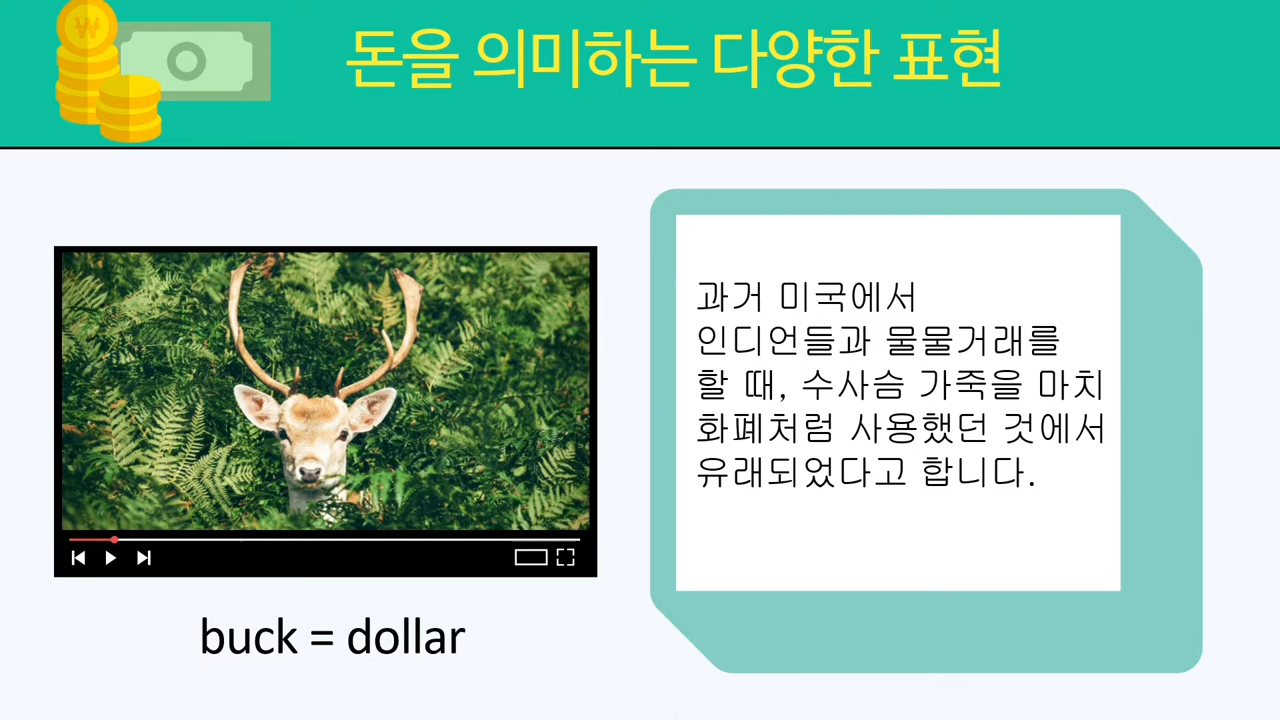 돈을 의미하는 다양한 표현
과거 미국에서
인디언들과 물물거래를
할 때, 수사슴 가죽을 마치
화폐처럼 사용했던 것에서
유래되었다고 합니다.
buck = dollar